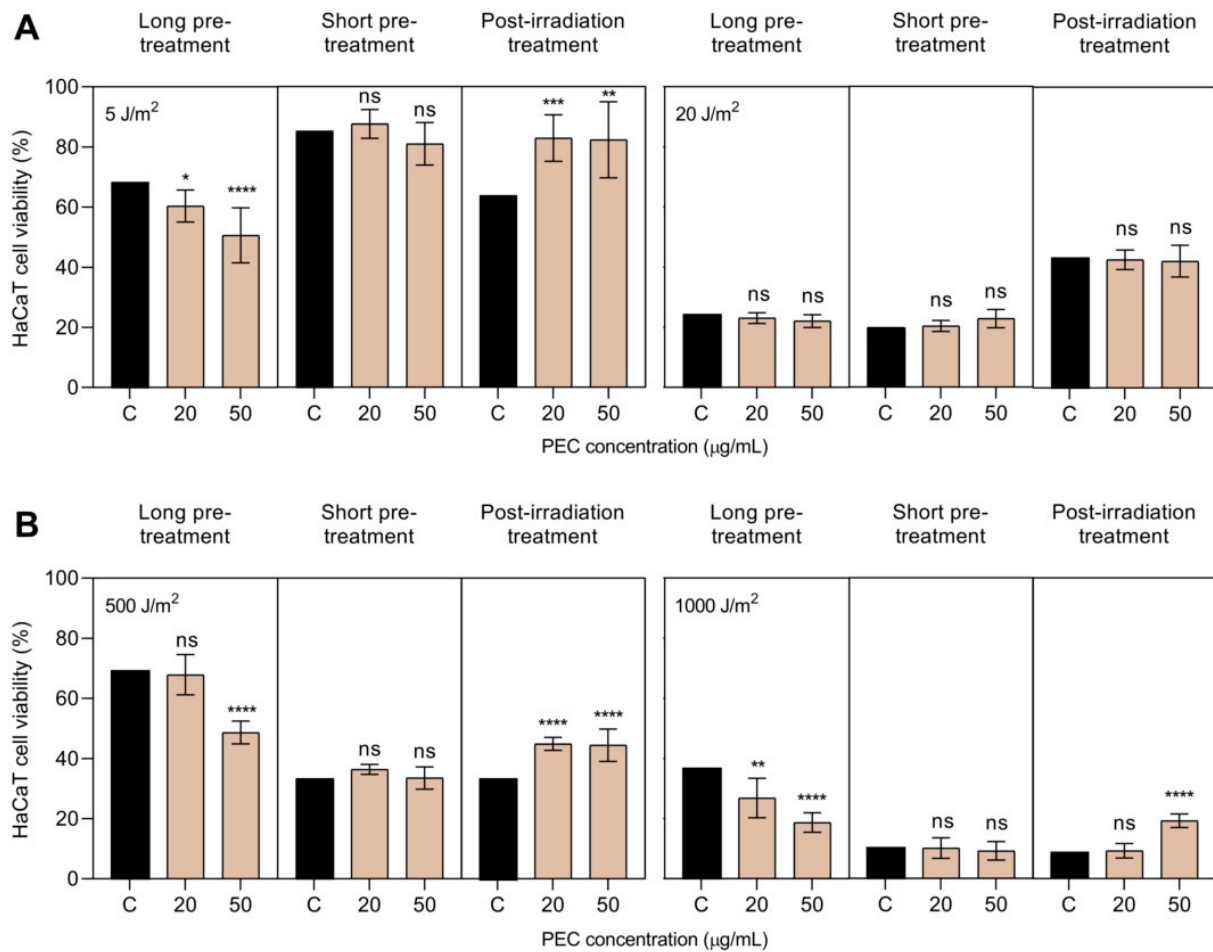 A
Long pre-
treatment
Short pre-
treatment
Post-irradiation
treatment
Long pre-
treatment
Short pre-
treatment
Post-irradiation
treatment
HaCaT cell viability (%)
100
80
60
40
20
0
5 J/m²
* ****
ns ns
*** **
20 J/m²
ns ns
ns ns
ns ns
C 20 50 C 20 50 C 20 50 C 20 50 C 20 50 C 20 50
PEC concentration (μg/mL)
B
Long pre-
treatment
Short pre-
treatment
Post-irradiation
treatment
Long pre-
treatment
Short pre-
treatment
Post-irradiation
treatment
HaCaT cell viability (%)
100
80
60
40
20
0
500 J/m²
ns ****
ns ns
**** ****
1000 J/m²
** ****
ns ns
ns ****
C 20 50 C 20 50 C 20 50 C 20 50 C 20 50 C 20 50
PEC concentration (μg/mL)